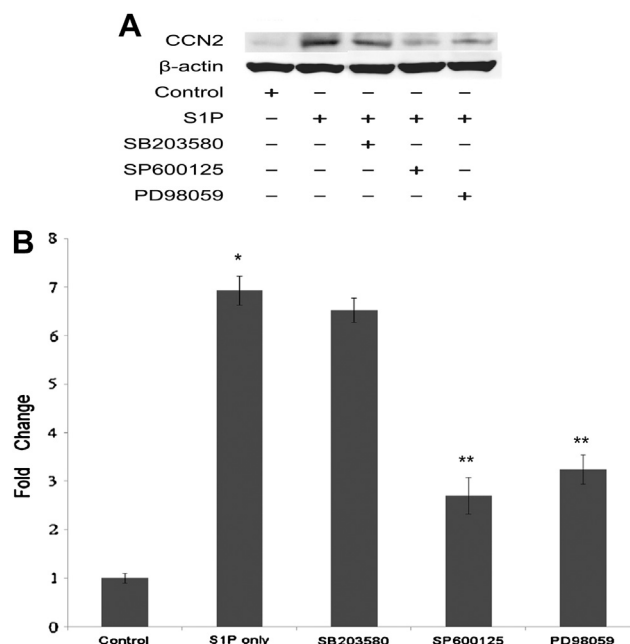 A
CCN2
β-actin
Control + – – – –
S1P – + + + +
SB203580 – – + – –
SP600125 – – – + –
PD98059 – – – – +
B
8
7
6
5
4
3
2
1
0
Fold Change
*
**
**
Control S1P only SB203580 SP600125 PD98059